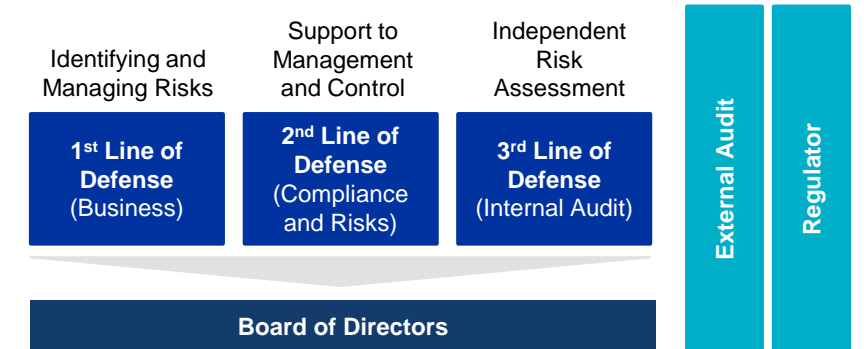 Identifying and
Managing Risks
Support to
Management
and Control
Independent
Risk
Assessment
1st Line of
Defense
(Business)
2nd Line of
Defense
(Compliance
and Risks)
3rd Line of
Defense
(Internal Audit)
Board of Directors
External Audit
Regulator